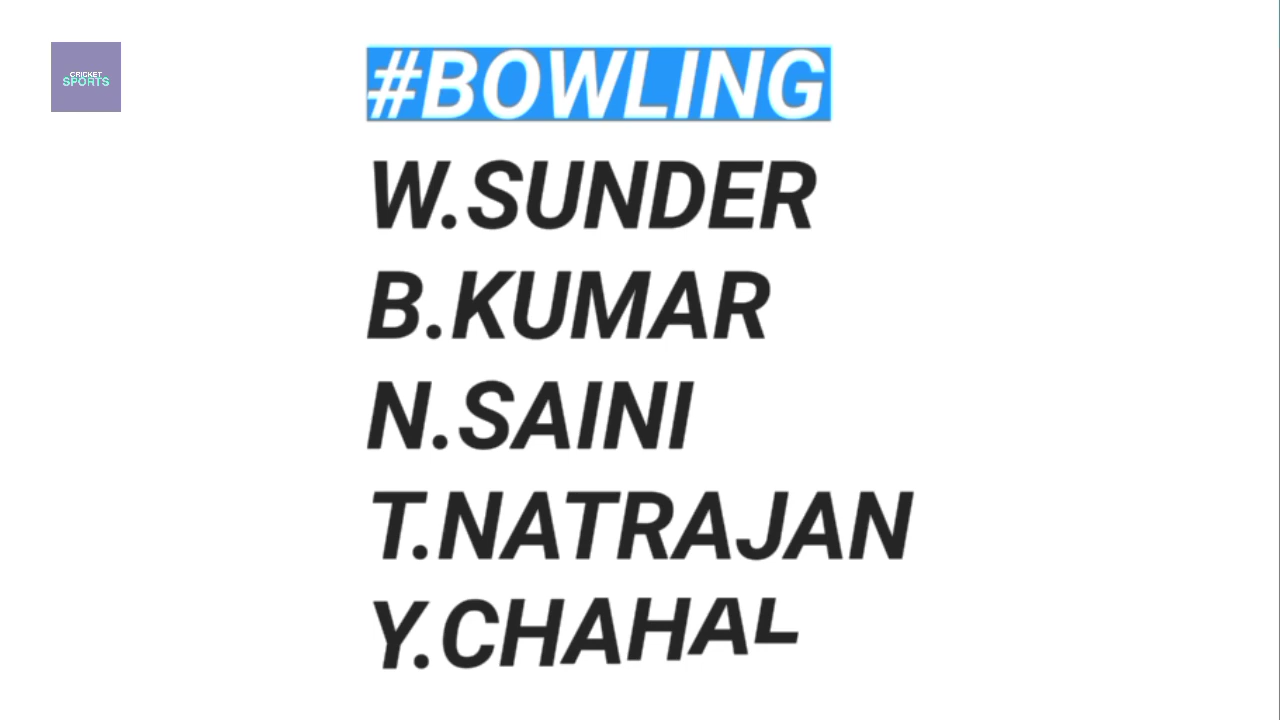 CRICKET
SPORTS
#BOWLING
W.SUNDER
B.KUMAR
N.SAINI
T.NATRAJAN
Y.CHAHAL